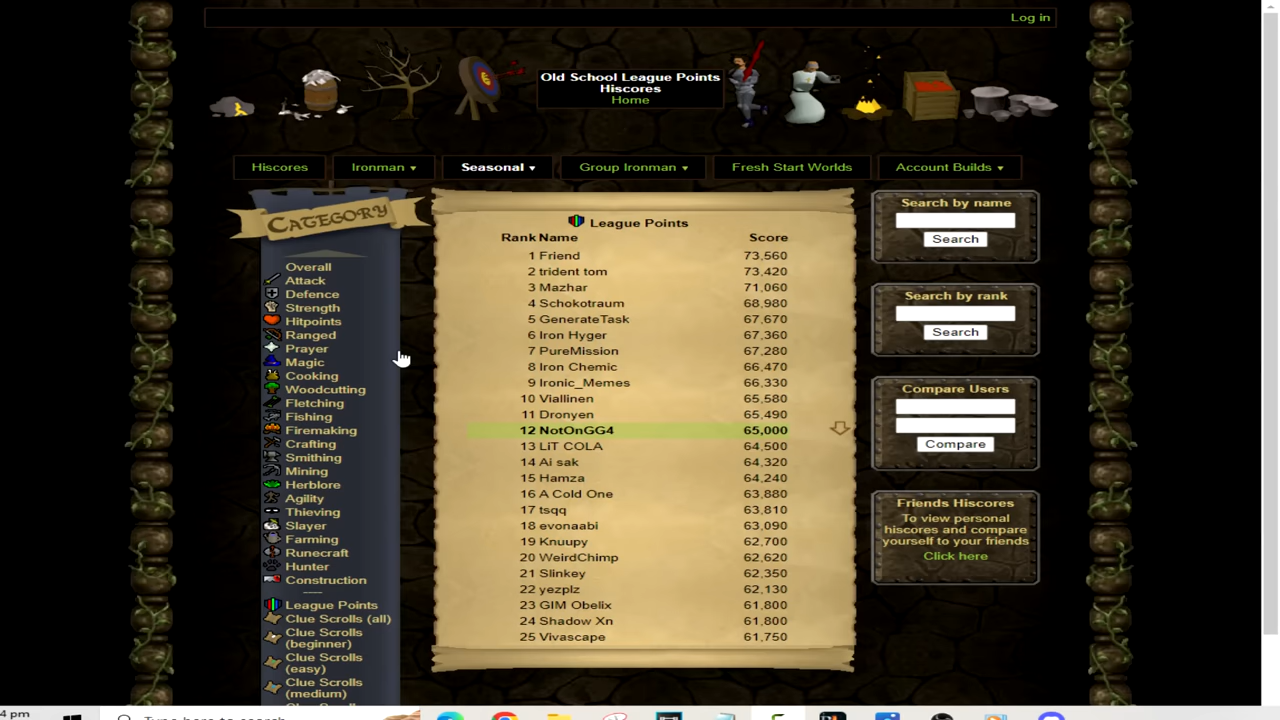 Log in
Old School League Points
Hiscores
Home
Hiscores
Ironman
Seasonal
Group Ironman
Fresh Start Worlds
Account Builds
CATEGORY
Overall
Attack
Defence
Strength
Hitpoints
Ranged
Prayer
Magic
Cooking
Woodcutting
Fletching
Fishing
Firemaking
Crafting
Smithing
Mining
Herblore
Agility
Thieving
Slayer
Farming
Runecraft
Hunter
Construction
----
League Points
Clue Scrolls (all)
Clue Scrolls
(beginner)
Clue Scrolls
(easy)
Clue Scrolls
(medium)
League Points
Rank Name Score
1 Friend 73,560
2 trident tom 73,420
3 Mazhar 71,060
4 Schokotraum 68,980
5 GenerateTask 67,670
6 Iron Hyger 67,360
7 PureMission 67,280
8 Iron Chemic 66,470
9 Ironic_Memes 66,330
10 Viallinen 65,580
11 Dronyen 65,490
12 NotOnGG4 65,000
13 LiT COLA 64,500
14 Ai sak 64,320
15 Hamza 64,240
16 A Cold One 63,880
17 tsqq 63,810
18 evonaabi 63,090
19 Knuupy 62,700
20 WeirdChimp 62,620
21 Slinkey 62,350
22 yezplz 62,130
23 GIM Obelix 61,800
24 Shadow Xn 61,800
25 Vivascape 61,750
Search by name
Search
Search by rank
Search
Compare Users
Compare
Friends Hiscores
To view personal
hiscores and compare
yourself to your friends
Click here
4 pm
Type here to search